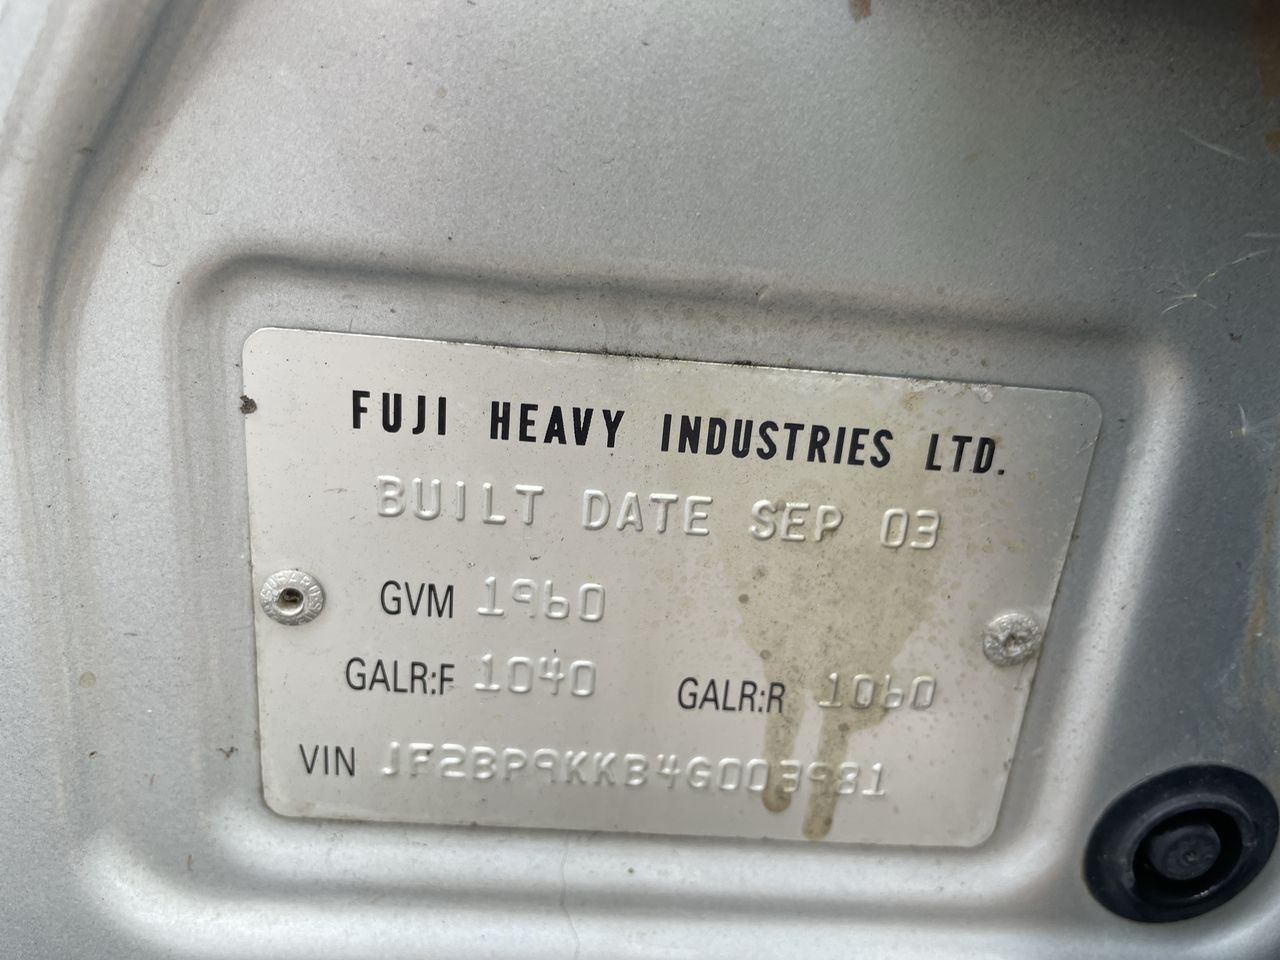 FUJI HEAVY INDUSTRIES LTD.
BUILT DATE SEP 03
GVM 1960
GALR:F 1040 GALR:R 1060
VIN JF2BP9KKB4G003981